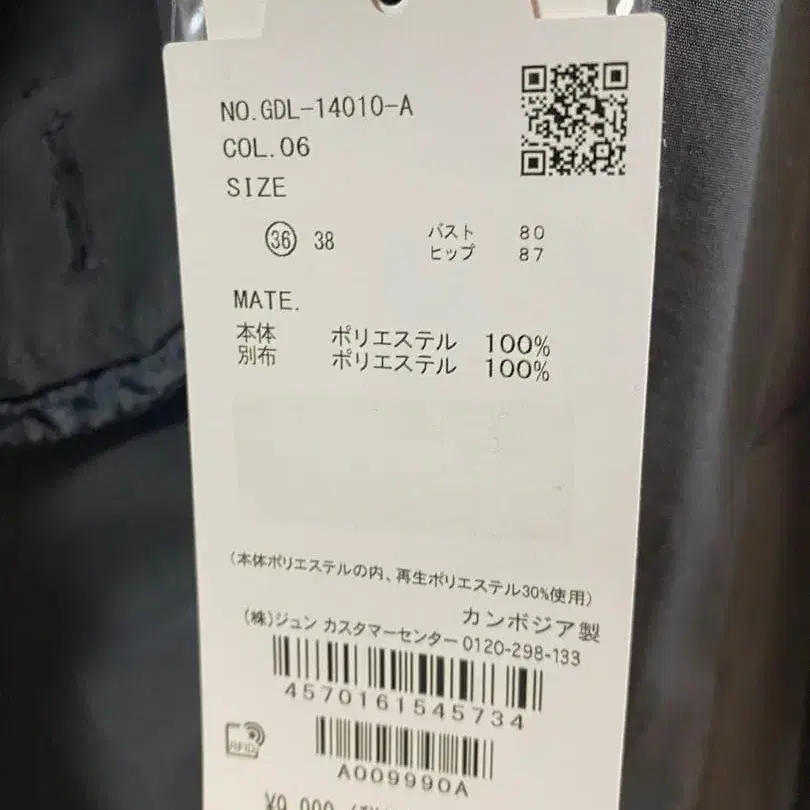 NO.GDL-14010-A
COL.06
SIZE
36 38 バスト 80
ヒップ 87
MATE.
本体 ポリエステル 100%
別布 ポリエステル 100%
(本体ポリエステルの内、再生ポリエステル30%使用)
カンボジア製
(株)ジュン カスタマーセンター 0120-298-133
4570161545734
RFID
A009990A